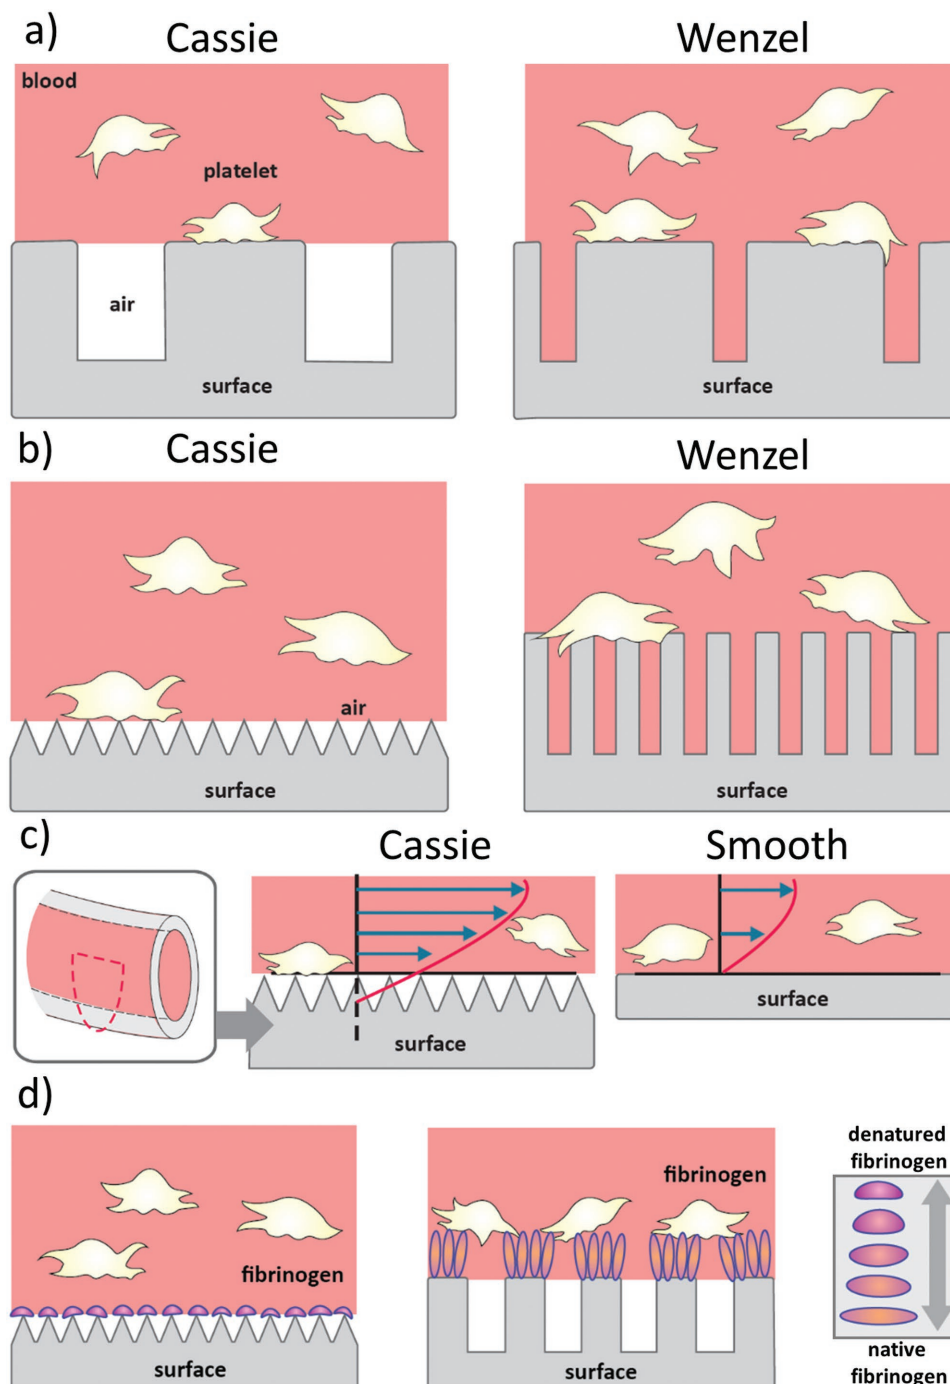 a)
Cassie
Wenzel
blood
platelet
air
surface
surface
b)
Cassie
Wenzel
air
surface
surface
c)
Cassie
Smooth
surface
surface
d)
denatured
fibrinogen
fibrinogen
fibrinogen
surface
surface
native
fibrinogen